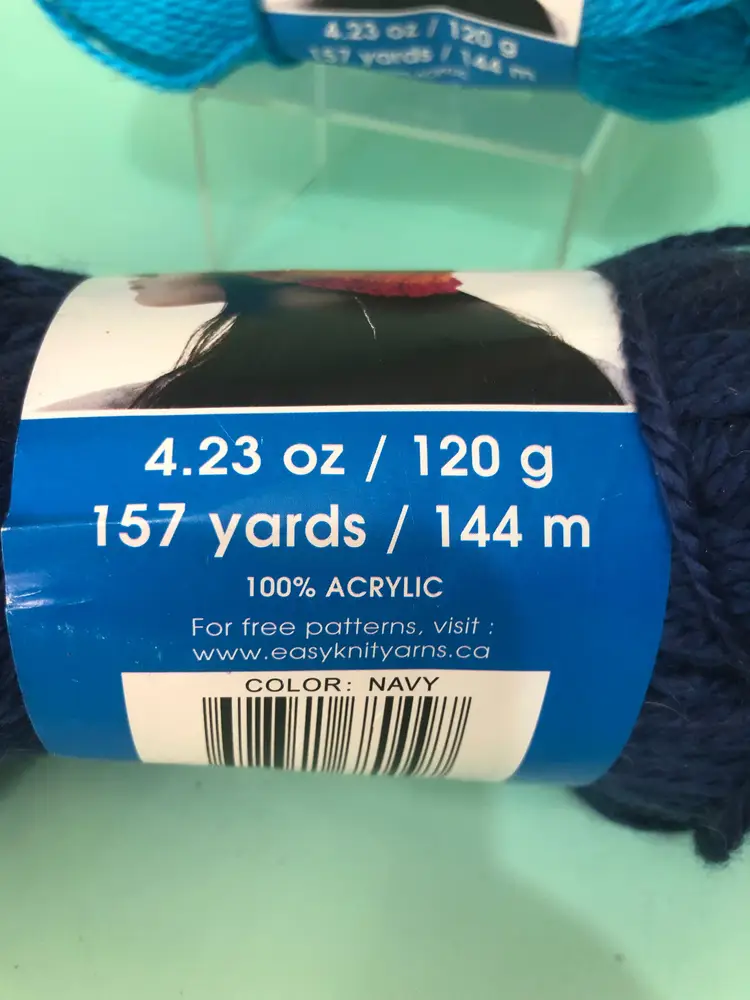 4.23 oz / 120 g
157 yards / 144 m
4.23 oz / 120 g
157 yards / 144 m
100% ACRYLIC
For free patterns, visit :
www.easyknityarns.ca
COLOR: NAVY